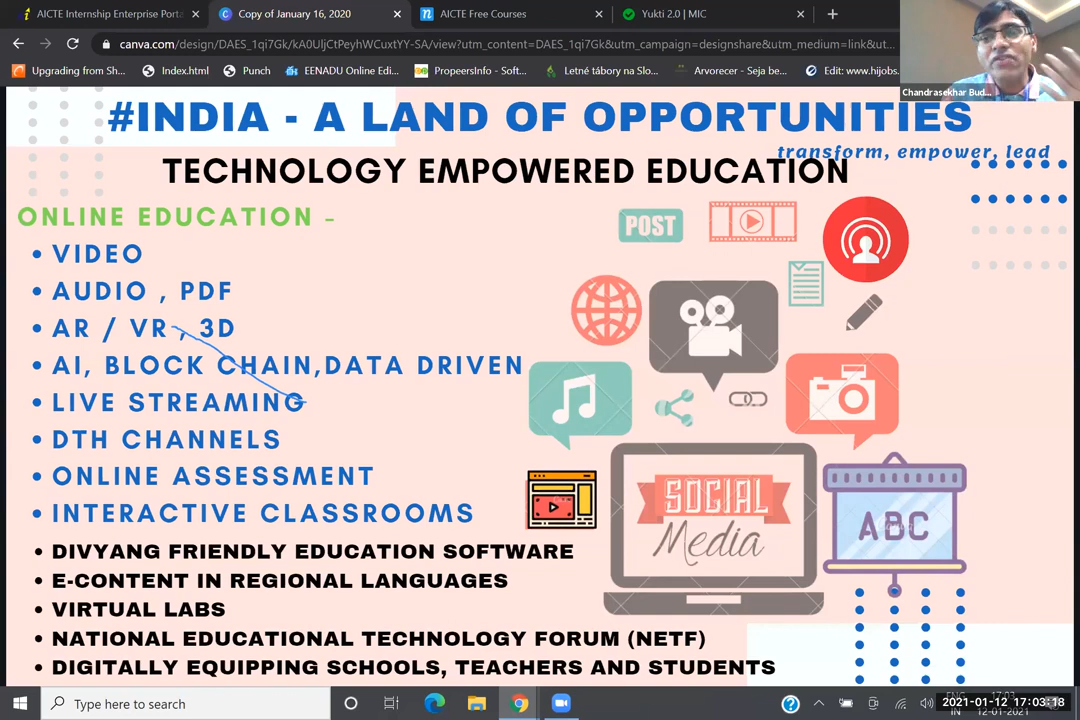 AICTE Internship Enterprise Porta
Copy of January 16, 2020
AICTE Free Courses
Yukti 2.0 | MIC
canva.com/design/DAES_1qi7Gk/kA0UljCtPeyhWCuxtYY-SA/view?utm_content=DAES_1qi7Gk&utm_campaign=designshare&utm_medium=link&ut...
Upgrading from Sh...
Index.html
Punch
EENADU Online Edi...
PropeersInfo - Soft...
Letné tábory na Slo...
Arvorecer - Seja be...
Edit: www.hijobs.
Chandrasekhar Bud...
#INDIA - A LAND OF OPPORTUNITIES
transform, empower, lead
TECHNOLOGY EMPOWERED EDUCATION
ONLINE EDUCATION -
• VIDEO
• AUDIO , PDF
• AR / VR , 3D
• AI, BLOCK CHAIN,DATA DRIVEN
• LIVE STREAMING
• DTH CHANNELS
• ONLINE ASSESSMENT
• INTERACTIVE CLASSROOMS
• DIVYANG FRIENDLY EDUCATION SOFTWARE
• E-CONTENT IN REGIONAL LANGUAGES
• VIRTUAL LABS
• NATIONAL EDUCATIONAL TECHNOLOGY FORUM (NETF)
• DIGITALLY EQUIPPING SCHOOLS, TEACHERS AND STUDENTS
POST
SOCIAL
Media
ABC
Type here to search
ENG
IN
17:03
12-01-2021
2021-01-12 17:03:18